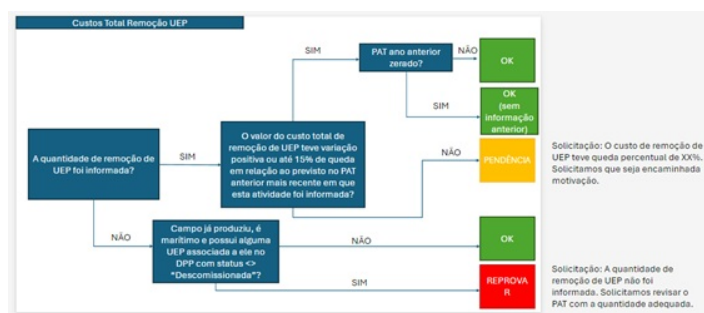 Custos Total Remoção UEP
SIM
PAT ano anterior
zerado?
NÃO
OK
SIM
OK
(sem
informação
anterior)
A quantidade de remoção de
UEP foi informada?
SIM
O valor do custo total de
remoção de UEP teve variação
positiva ou até 15% de queda
em relação ao previsto no PAT
anterior mais recente em que
esta atividade foi informada?
NÃO
PENDÊNCIA
Solicitação: O custo de remoção de
UEP teve queda percentual de XX%.
Solicitamos que seja encaminhada
motivação.
NÃO
Campo já produziu, é
marítimo e possui alguma
UEP associada a ele no
DPP com status <>
"Descomissionada"?
NÃO
OK
SIM
REPROVA
R
Solicitação: A quantidade de
remoção de UEP não foi
informada. Solicitamos revisar o
PAT com a quantidade adequada.